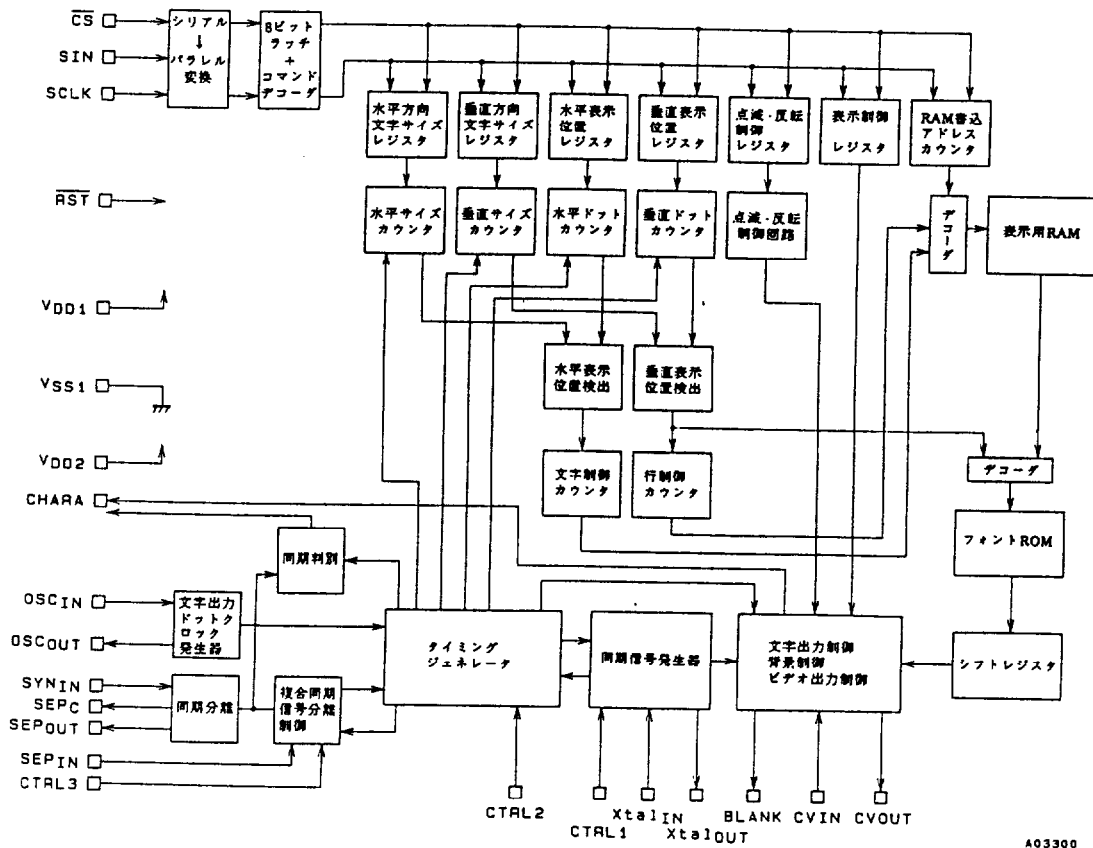 CS
SIN
SCLK
シリアル
↓
パラレル
変換
8ビット
ラッチ
+
コマンド
デコーダ
水平方向
文字サイズ
レジスタ
垂直方向
文字サイズ
レジスタ
水平表示
位置
レジスタ
垂直表示
位置
レジスタ
点滅・反転
制御
レジスタ
表示制御
レジスタ
RAM書込
アドレス
カウンタ
RST
水平サイズ
カウンタ
垂直サイズ
カウンタ
水平ドット
カウンタ
垂直ドット
カウンタ
点滅・反転
制御回路
デコーダ
表示用RAM
VDD1
VSS1
VDD2
CHARA
水平表示
位置検出
垂直表示
位置検出
文字制御
カウンタ
行制御
カウンタ
デコーダ
フォントROM
同期判別
OSCIN
OSCOUT
文字出力
ドットク
ロック
発生器
タイミング
ジェネレータ
同期信号発生器
文字出力制御
背景制御
ビデオ出力制御
シフトレジスタ
SYNIN
SEPC
SEPOUT
同期分離
複合同期
信号分離
制御
SEPIN
CTRL3
CTRL2
CTRL1
XtalIN
XtalOUT
BLANK
CVIN
CVOUT
A03300